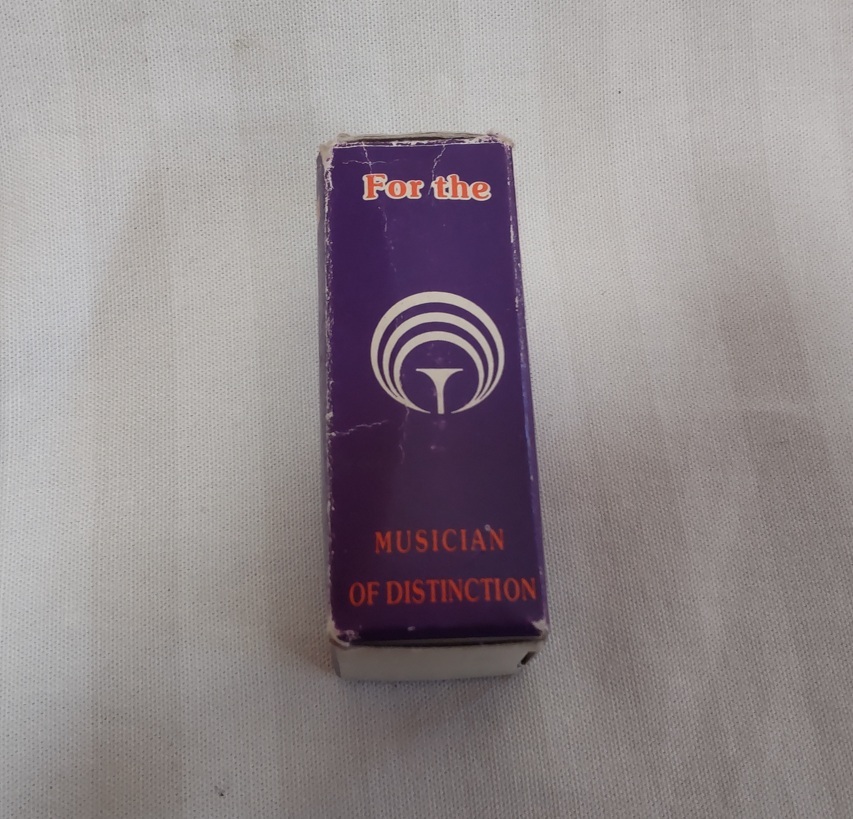 For the
MUSICIAN
OF DISTINCTION